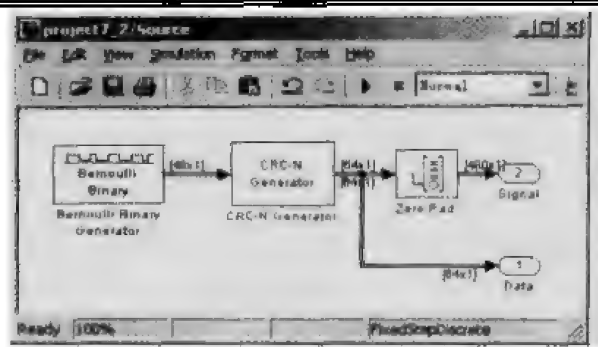 project7_2/Source
File Edit View Simulation Format Tools Help
Normal
[48x1]
[64x1]
[64x1]
[480x1]
Bernoulli
Binary
CRC-N
Generator
2
Signal
Bernoulli Binary
Generator
CRC-N Generator
Zero Pad
[64x1]
1
Data
Ready 100% FixedStepDiscrete